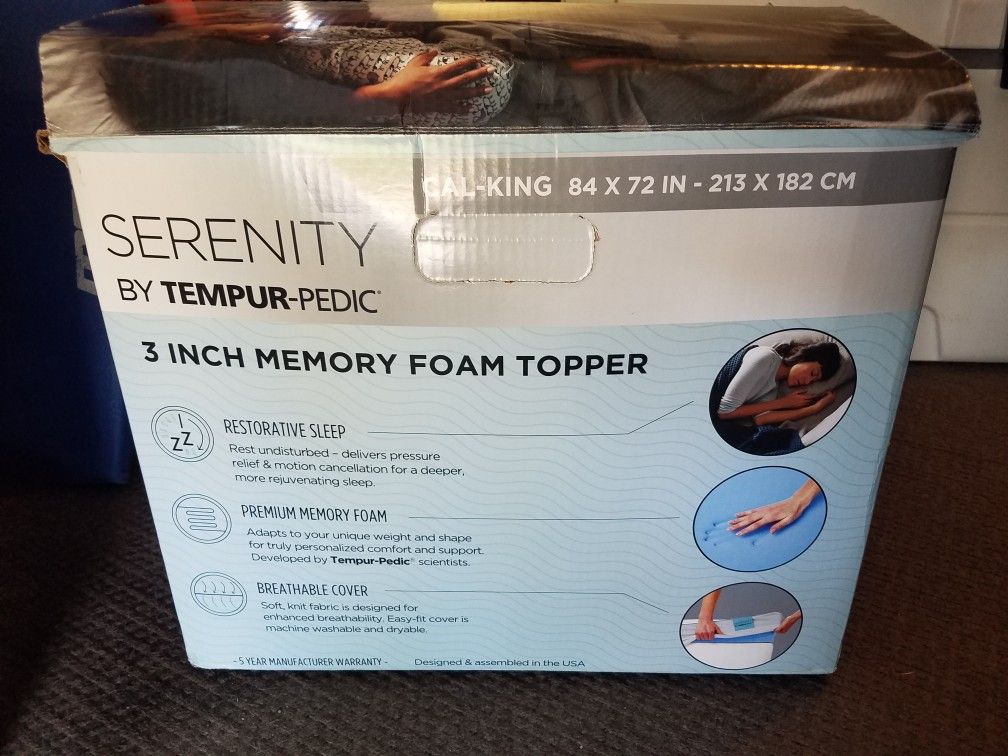 CAL-KING 84 X 72 IN - 213 X 182 CM
SERENITY
BY TEMPUR-PEDIC®
3 INCH MEMORY FOAM TOPPER
ZZ
RESTORATIVE SLEEP
Rest undisturbed – delivers pressure
relief & motion cancellation for a deeper,
more rejuvenating sleep.
PREMIUM MEMORY FOAM
Adapts to your unique weight and shape
for truly personalized comfort and support.
Developed by Tempur-Pedic® scientists.
BREATHABLE COVER
Soft, knit fabric is designed for
enhanced breathability. Easy-fit cover is
machine washable and dryable.
- 5 YEAR MANUFACTURER WARRANTY -
Designed & assembled in the USA